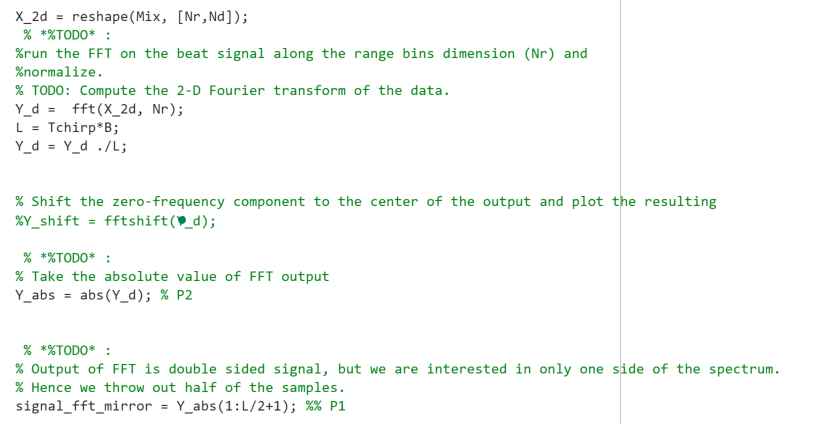 X_2d = reshape(Mix, [Nr,Nd]);
% *%TODO* :
%run the FFT on the beat signal along the range bins dimension (Nr) and
%normalize.
% TODO: Compute the 2-D Fourier transform of the data.
Y_d =  fft(X_2d, Nr);
L = Tchirp*B;
Y_d = Y_d ./L;
% Shift the zero-frequency component to the center of the output and plot the resulting
%Y_shift = fftshift(_d);
% *%TODO* :
% Take the absolute value of FFT output
Y_abs = abs(Y_d); % P2
% *%TODO* :
% Output of FFT is double sided signal, but we are interested in only one side of the spectrum.
% Hence we throw out half of the samples.
signal_fft_mirror = Y_abs(1:L/2+1); %% P1